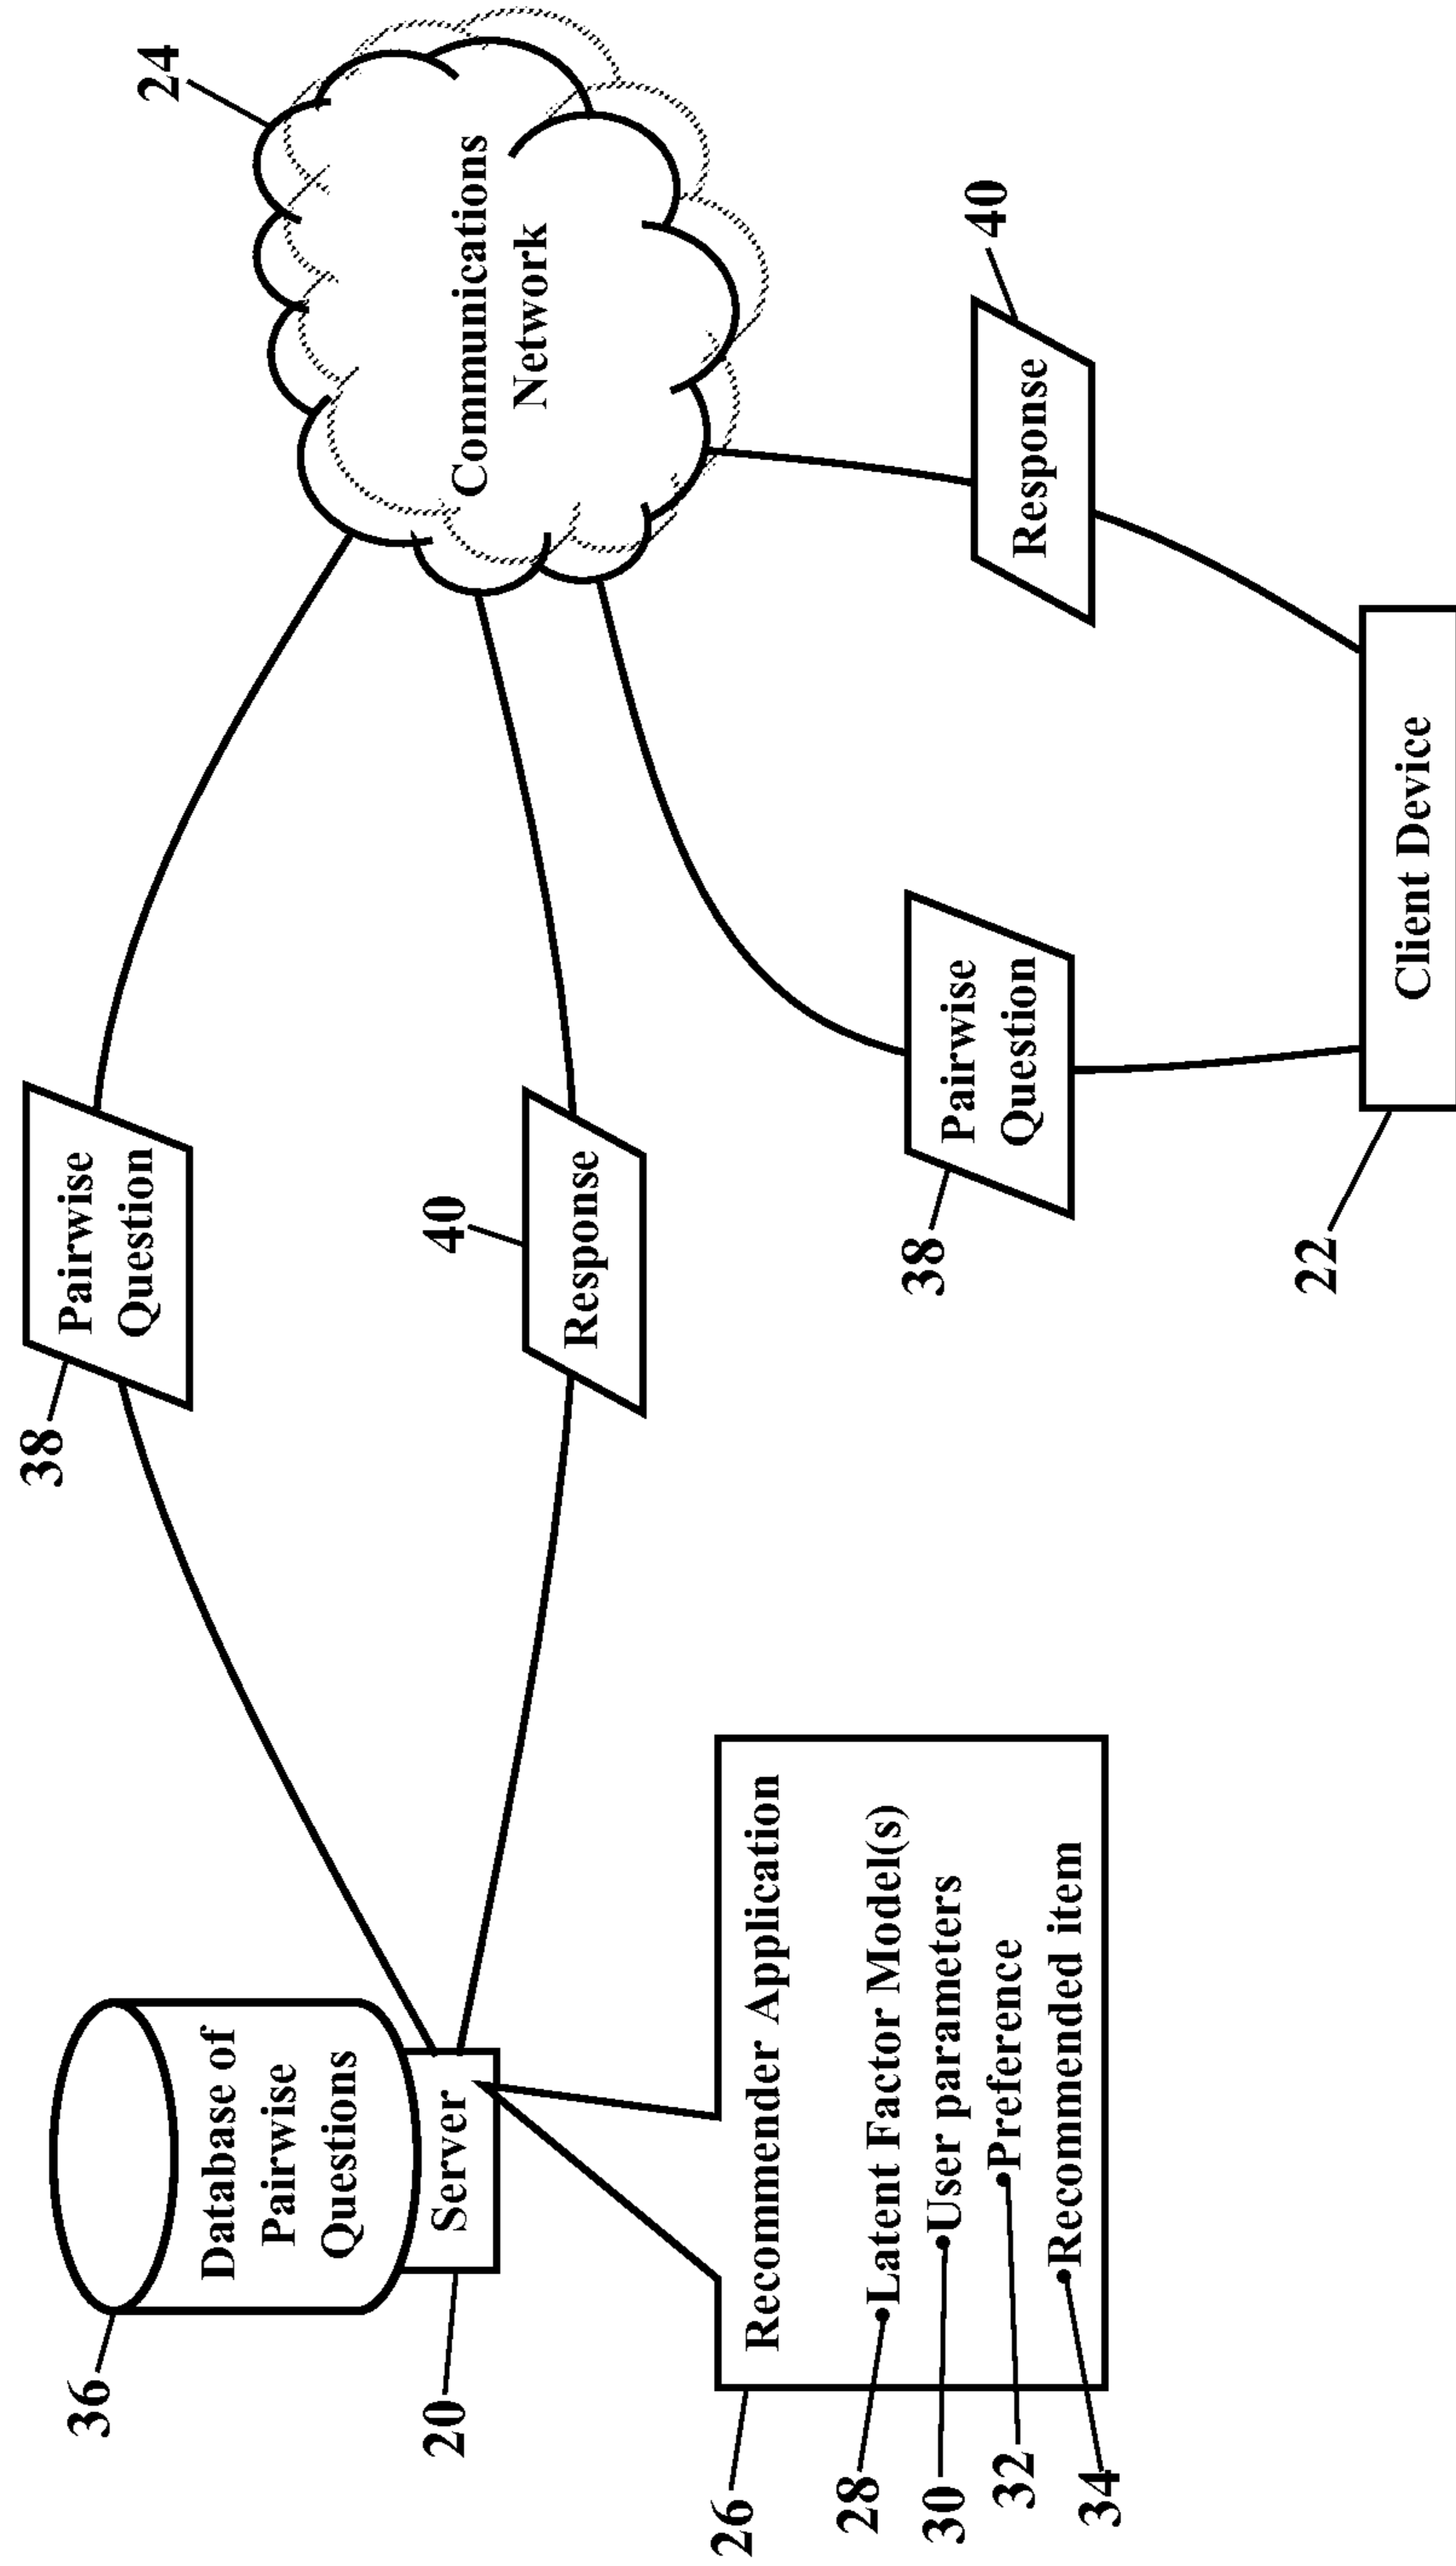 36
Database of
Pairwise
Questions
20
Server
38
Pairwise
Question
40
Response
24
Communications
Network
26
Recommender Application
28
•Latent Factor Model(s)
30
•User parameters
32
•Preference
34
•Recommended item
38
Pairwise
Question
40
Response
22
Client Device